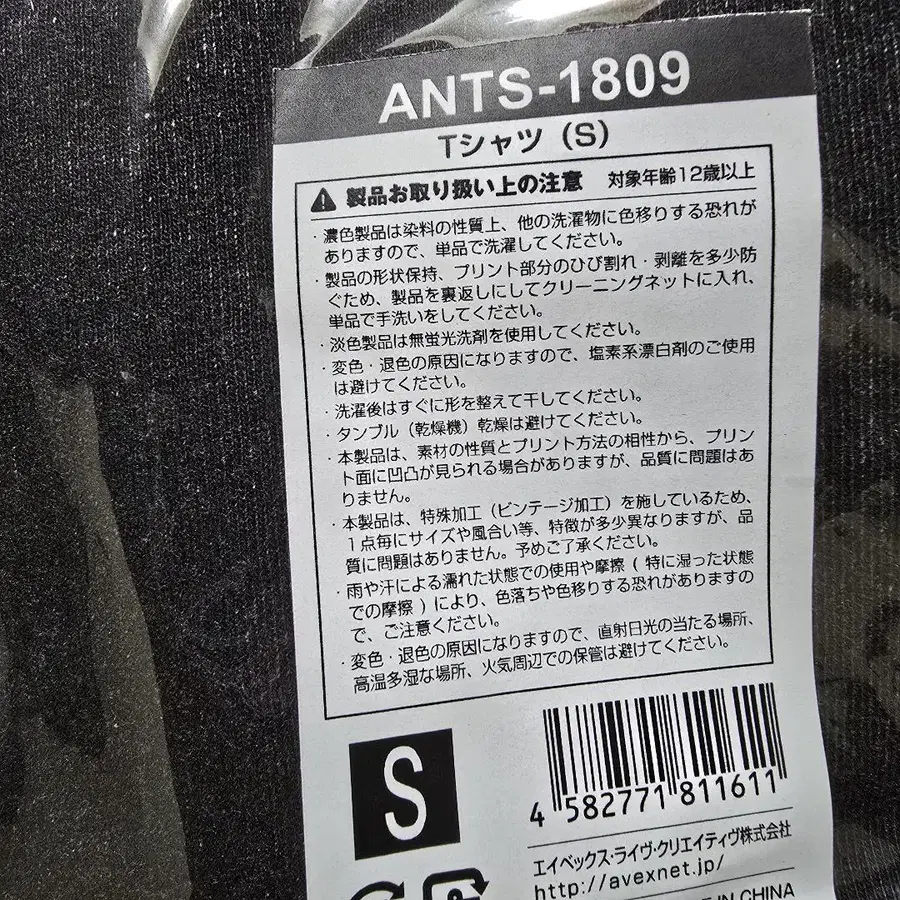 ANTS-1809
Tシャツ（S）
製品お取り扱い上の注意 対象年齢12歳以上
・濃色製品は染料の性質上、他の洗濯物に色移りする恐れが
ありますので、単品で洗濯してください。
・製品の形状保持、プリント部分のひび割れ・剥離を多少防
ぐため、製品を裏返しにしてクリーニングネットに入れ、
単品で手洗いをしてください。
・淡色製品は無蛍光洗剤を使用してください。
・変色・退色の原因になりますので、塩素系漂白剤のご使用
は避けてください。
・洗濯後はすぐに形を整えて干してください。
・タンブル（乾燥機）乾燥は避けてください。
・本製品は、素材の性質とプリント方法の相性から、プリン
ト面に凹凸が見られる場合がありますが、品質に問題はあ
りません。
・本製品は、特殊加工（ビンテージ加工）を施しているため、
1点毎にサイズや風合い等、特徴が多少異なりますが、品
質に問題はありません。予めご了承ください。
・雨や汗による濡れた状態での使用や摩擦（特に湿った状態
での摩擦）により、色落ちや色移りする恐れがありますの
で、ご注意ください。
・変色・退色の原因になりますので、直射日光の当たる場所、
高温多湿な場所、火気周辺での保管は避けてください。
S
4 582771 811611
エイベックス・ライヴ・クリエイティヴ株式会社
http://avexnet.jp/
IN CHINA